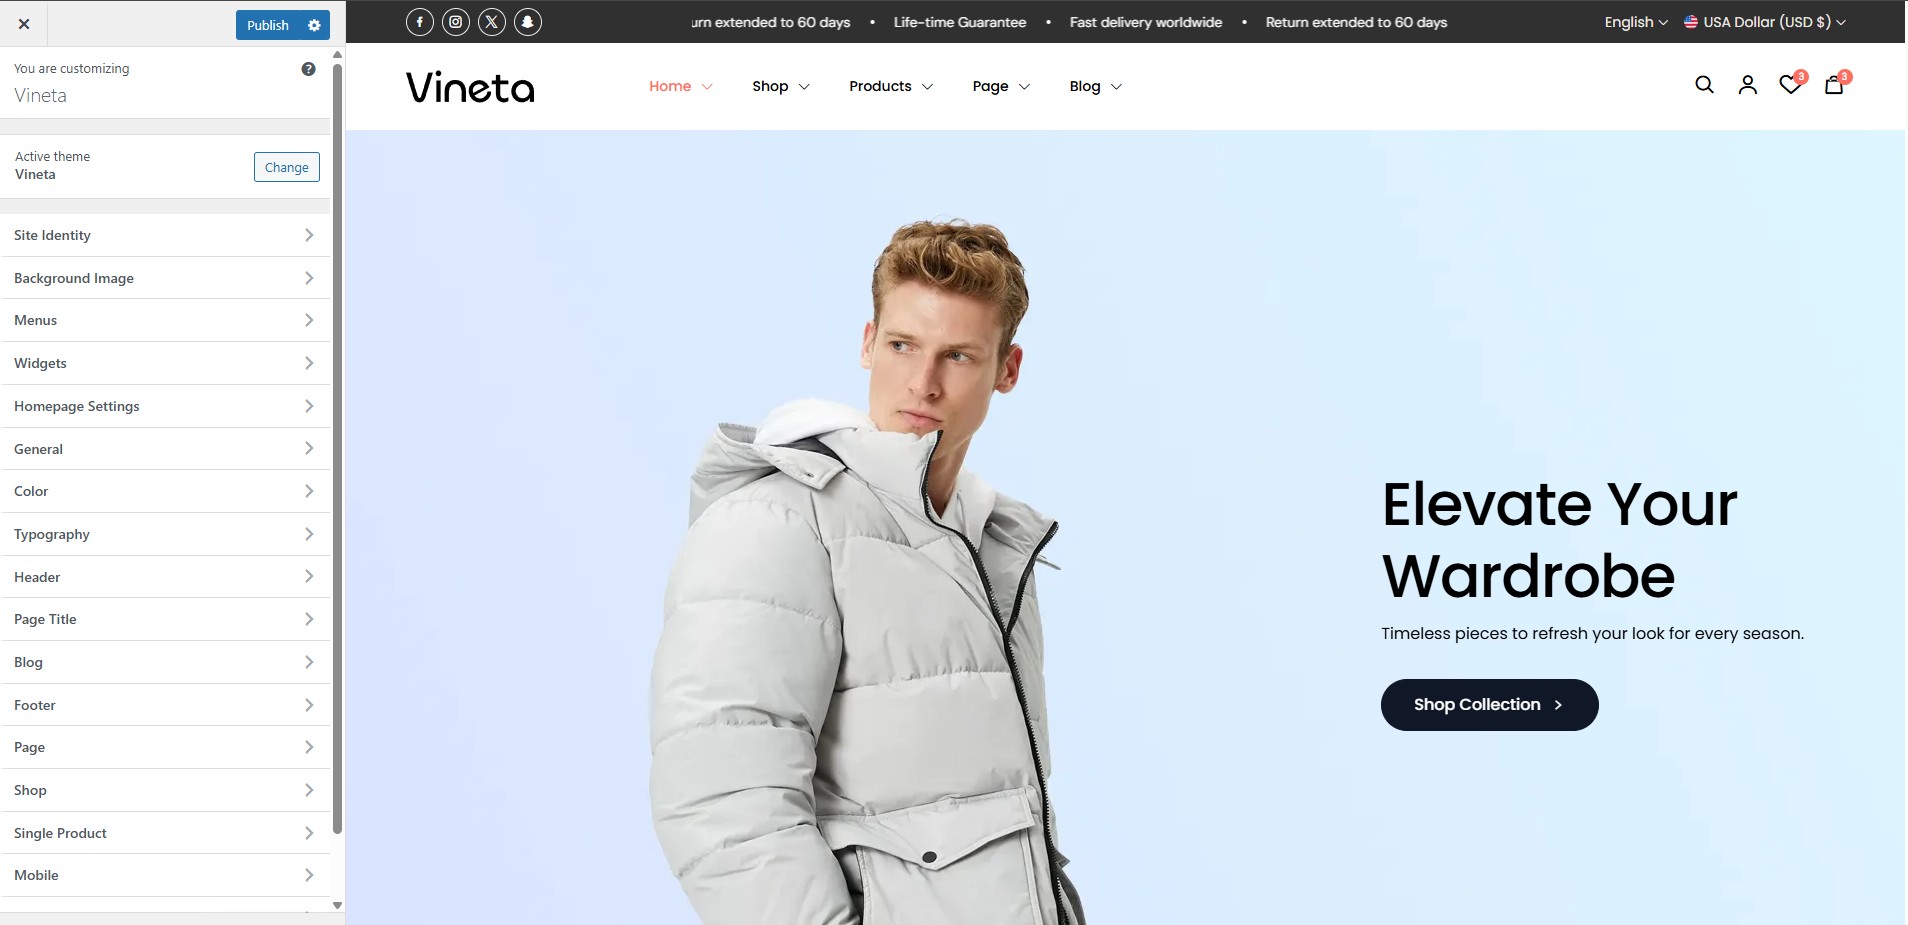 Publish
You are customizing
Vineta
Active theme
Vineta
Change
Site Identity
Background Image
Menus
Widgets
Homepage Settings
General
Color
Typography
Header
Page Title
Blog
Footer
Page
Shop
Single Product
Mobile
urn extended to 60 days • Life-time Guarantee • Fast delivery worldwide • Return extended to 60 days
English
USA Dollar (USD $)
Vineta
Home
Shop
Products
Page
Blog
3
3
Elevate Your
Wardrobe
Timeless pieces to refresh your look for every season.
Shop Collection